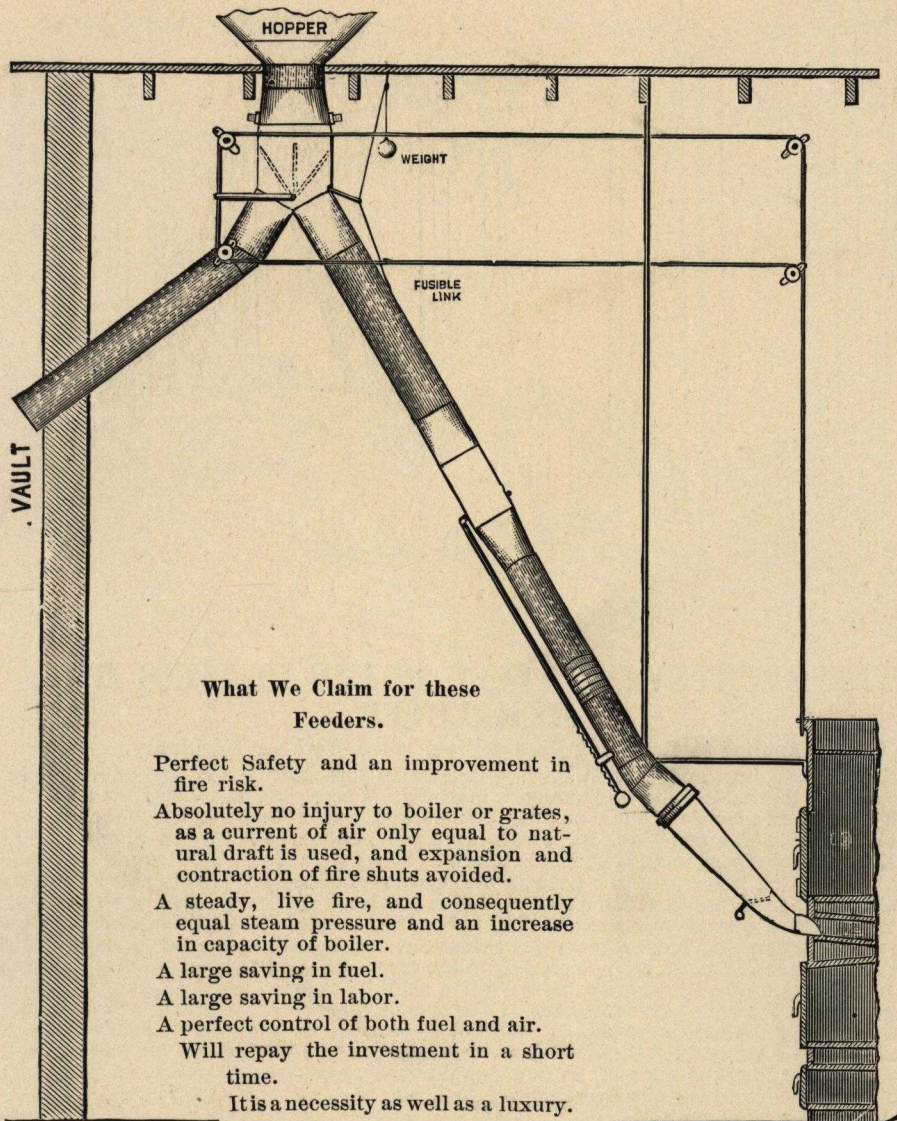 HOPPER
WEIGHT
FUSIBLE
LINK
VAULT
What We Claim for these
Feeders.
Perfect Safety and an improvement in
fire risk.
Absolutely no injury to boiler or grates,
as a current of air only equal to nat-
ural draft is used, and expansion and
contraction of fire shuts avoided.
A steady, live fire, and consequently
equal steam pressure and an increase
in capacity of boiler.
A large saving in fuel.
A large saving in labor.
A perfect control of both fuel and air.
Will repay the investment in a short
time.
It is a necessity as well as a luxury.